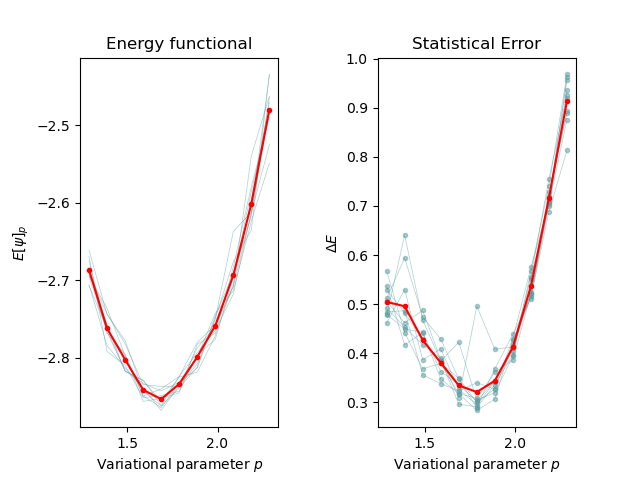 Energy functional
E[ψ]ₚ
−2.5
−2.6
−2.7
−2.8
1.5
2.0
Variational parameter p
Statistical Error
ΔE
1.0
0.9
0.8
0.7
0.6
0.5
0.4
0.3
1.5
2.0
Variational parameter p